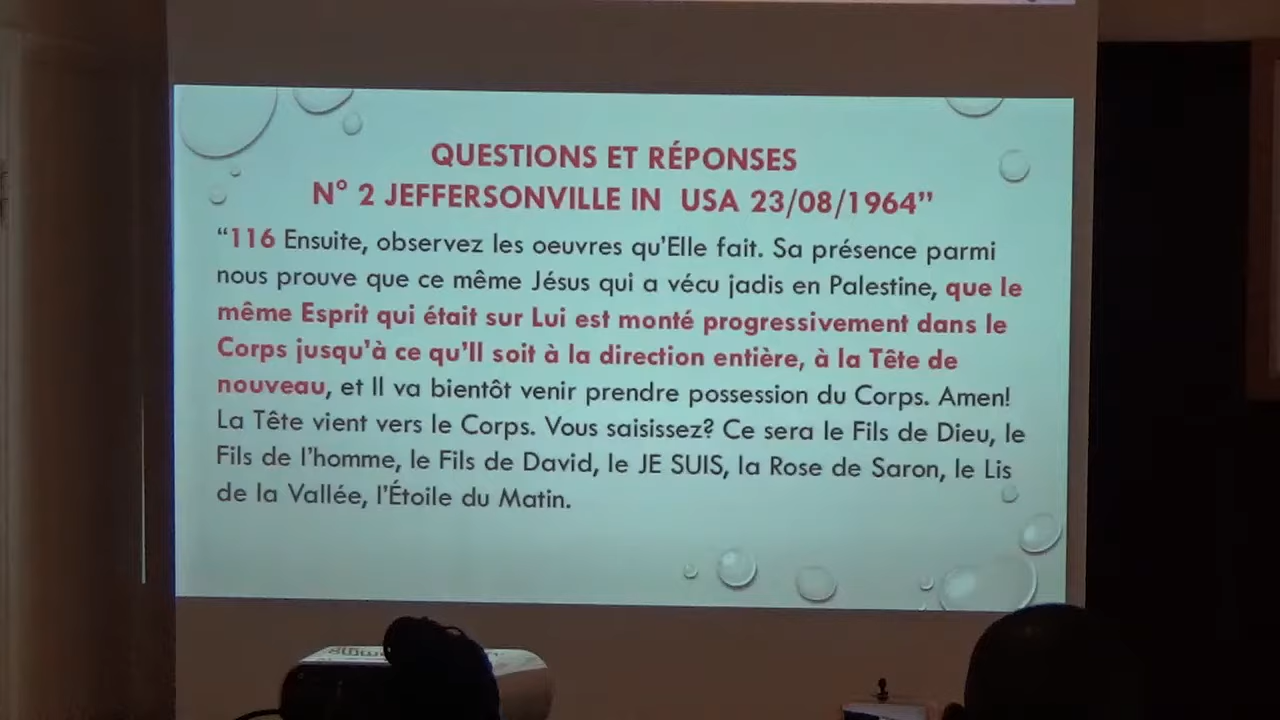 QUESTIONS ET RÉPONSES
N° 2 JEFFERSONVILLE IN USA 23/08/1964”
“116 Ensuite, observez les oeuvres qu’Elle fait. Sa présence parmi
nous prouve que ce même Jésus qui a vécu jadis en Palestine, que le
même Esprit qui était sur Lui est monté progressivement dans le
Corps jusqu’à ce qu’Il soit à la direction entière, à la Tête de
nouveau, et Il va bientôt venir prendre possession du Corps. Amen!
La Tête vient vers le Corps. Vous saisissez? Ce sera le Fils de Dieu, le
Fils de l’homme, le Fils de David, le JE SUIS, la Rose de Saron, le Lis
de la Vallée, l’Étoile du Matin.